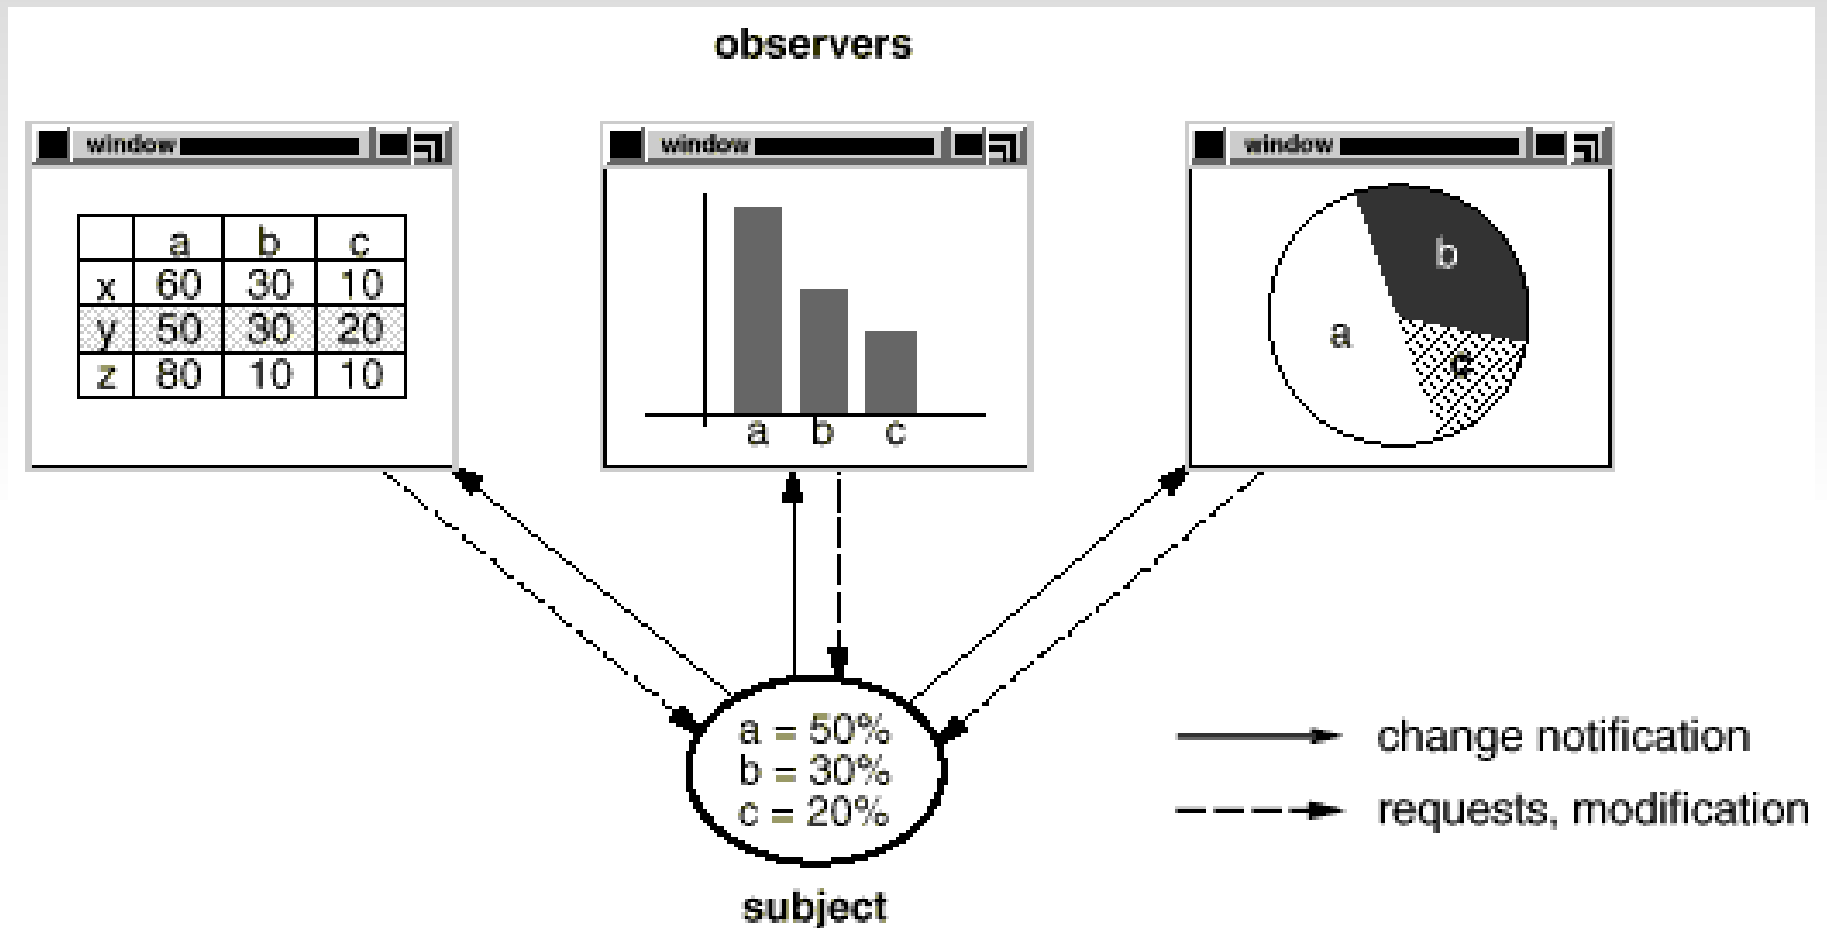 observers
window
a b c
x 60 30 10
y 50 30 20
z 80 10 10
window
a b c
window
a
b
c
a = 50%
b = 30%
c = 20%
subject
change notification
requests, modification